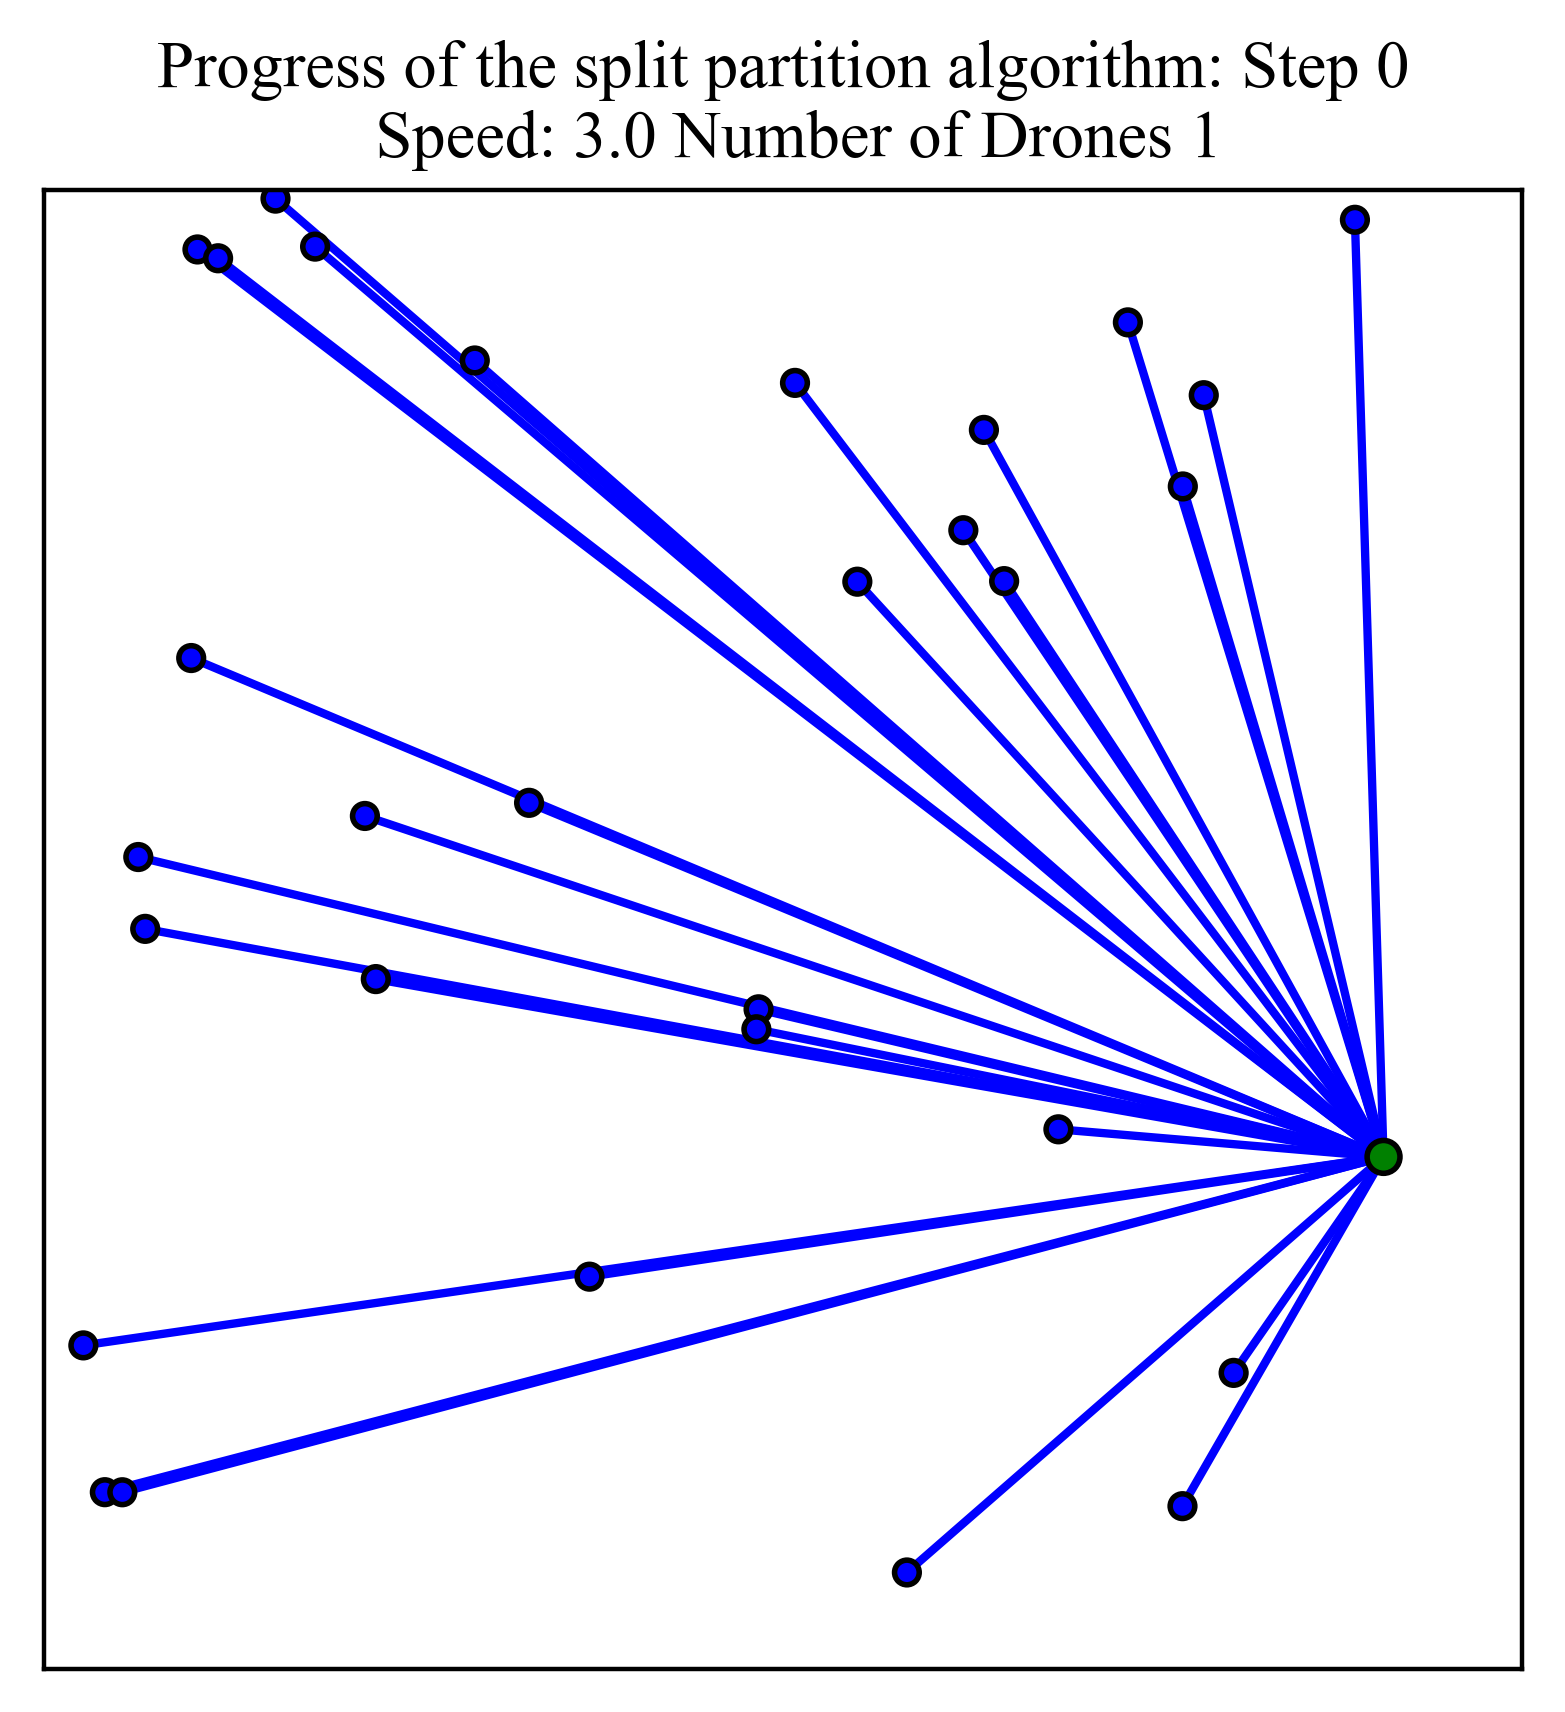 Progress of the split partition algorithm: Step 0
Speed: 3.0 Number of Drones 1